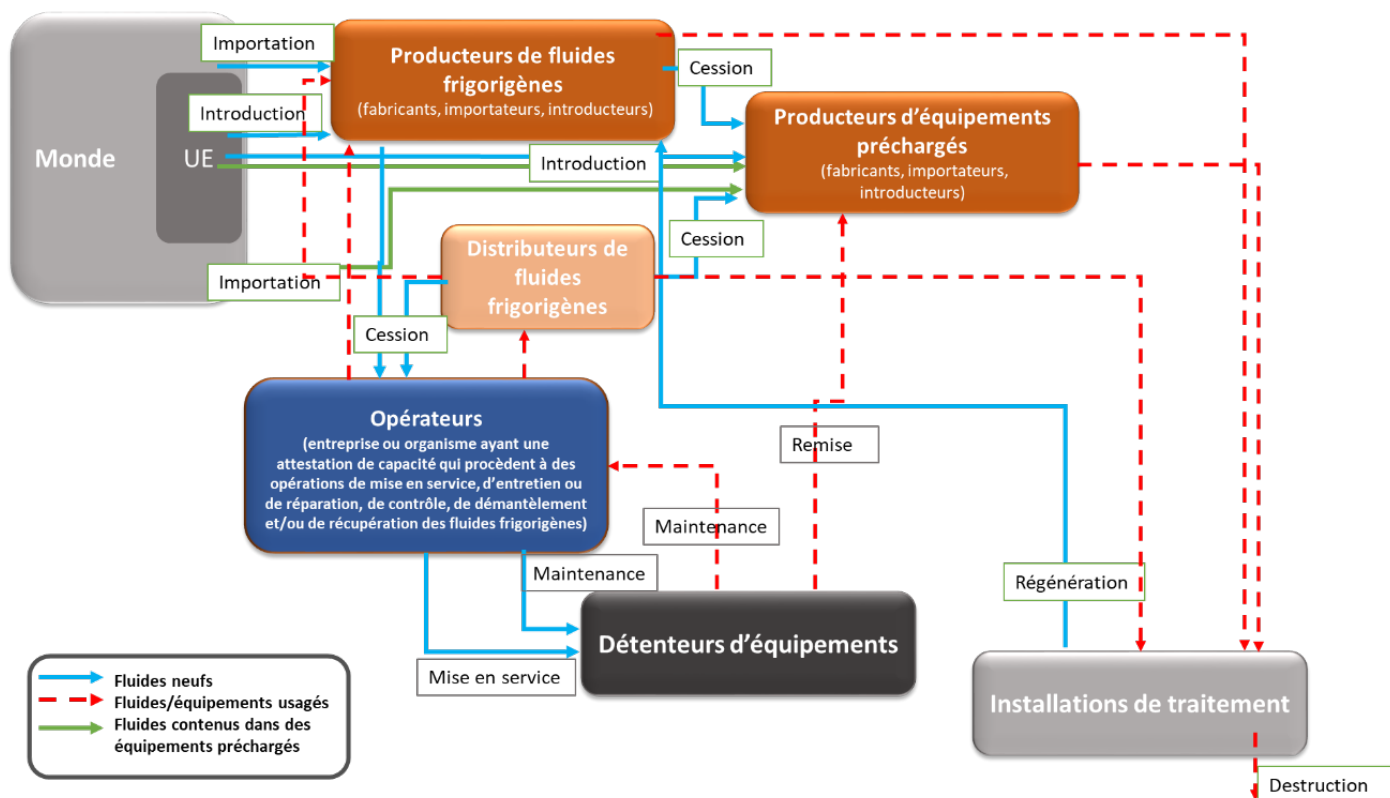 Importation
Producteurs de fluides
frigorigènes
(fabricants, importateurs, introducteurs)
Cession
Introduction
Monde
UE
Producteurs d'équipements
préchargés
(fabricants, importateurs,
introducteurs)
Introduction
Cession
Distributeurs de
fluides
frigorigènes
Importation
Cession
Opérateurs
(entreprise ou organisme ayant une
attestation de capacité qui procèdent à des
opérations de mise en service, d'entretien ou
de réparation, de contrôle, de démantèlement
et/ou de récupération des fluides frigorigènes)
Remise
Maintenance
Maintenance
Régénération
Détenteurs d'équipements
Mise en service
Installations de traitement
Fluides neufs
Fluides/équipements usagés
Fluides contenus dans des
équipements préchargés
Destruction